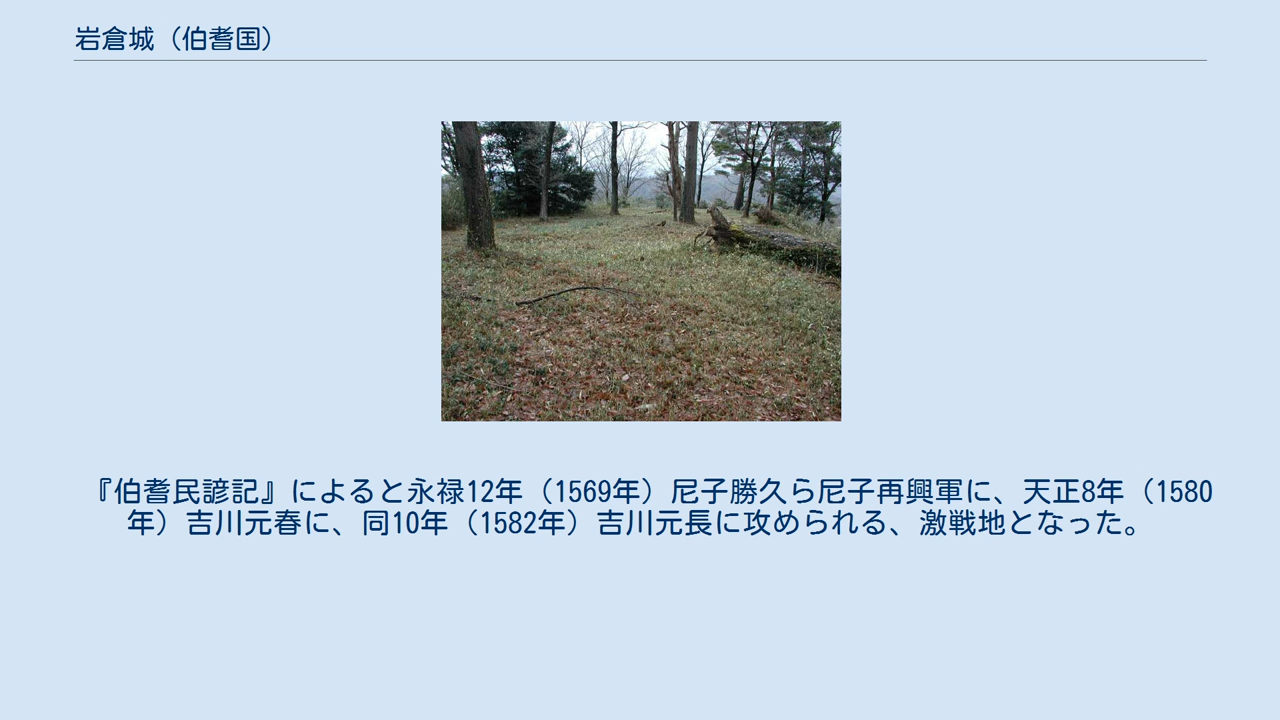 岩倉城（伯耆国）
『伯耆民諺記』によると永禄12年（1569年）尼子勝久ら尼子再興軍に、天正8年（1580
年）吉川元春に、同10年（1582年）吉川元長に攻められる、激戦地となった。